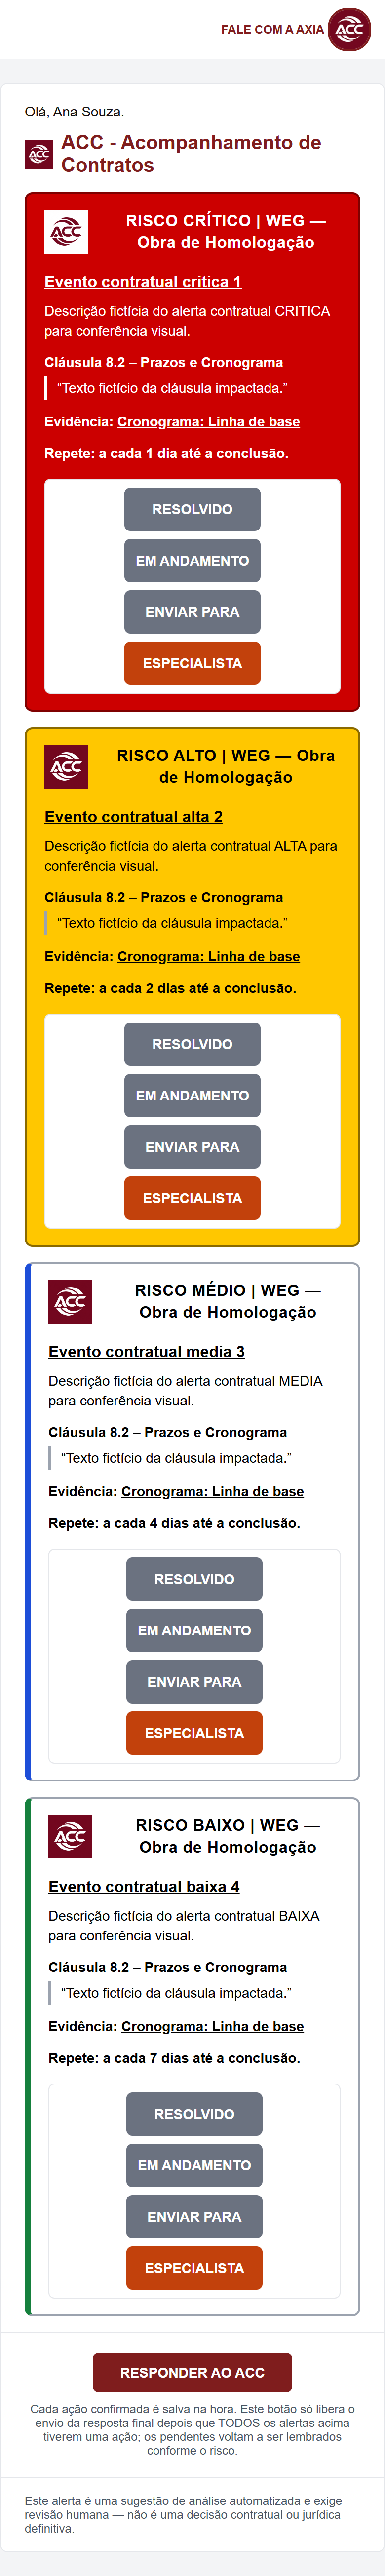 FALE COM A AXIA
ACC
Olá, Ana Souza.
ACC
ACC - Acompanhamento de
Contratos
ACC
RISCO CRÍTICO | WEG —
Obra de Homologação
Evento contratual critica 1
Descrição fictícia do alerta contratual CRITICA
para conferência visual.
Cláusula 8.2 – Prazos e Cronograma
“Texto fictício da cláusula impactada.”
Evidência: Cronograma: Linha de base
Repete: a cada 1 dia até a conclusão.
RESOLVIDO
EM ANDAMENTO
ENVIAR PARA
ESPECIALISTA
ACC
RISCO ALTO | WEG — Obra
de Homologação
Evento contratual alta 2
Descrição fictícia do alerta contratual ALTA para
conferência visual.
Cláusula 8.2 – Prazos e Cronograma
“Texto fictício da cláusula impactada.”
Evidência: Cronograma: Linha de base
Repete: a cada 2 dias até a conclusão.
RESOLVIDO
EM ANDAMENTO
ENVIAR PARA
ESPECIALISTA
ACC
RISCO MÉDIO | WEG —
Obra de Homologação
Evento contratual media 3
Descrição fictícia do alerta contratual MEDIA
para conferência visual.
Cláusula 8.2 – Prazos e Cronograma
“Texto fictício da cláusula impactada.”
Evidência: Cronograma: Linha de base
Repete: a cada 4 dias até a conclusão.
RESOLVIDO
EM ANDAMENTO
ENVIAR PARA
ESPECIALISTA
ACC
RISCO BAIXO | WEG —
Obra de Homologação
Evento contratual baixa 4
Descrição fictícia do alerta contratual BAIXA
para conferência visual.
Cláusula 8.2 – Prazos e Cronograma
“Texto fictício da cláusula impactada.”
Evidência: Cronograma: Linha de base
Repete: a cada 7 dias até a conclusão.
RESOLVIDO
EM ANDAMENTO
ENVIAR PARA
ESPECIALISTA
RESPONDER AO ACC
Cada ação confirmada é salva na hora. Este botão só libera o
envio da resposta final depois que TODOS os alertas acima
tiverem uma ação; os pendentes voltam a ser lembrados
conforme o risco.
Este alerta é uma sugestão de análise automatizada e exige
revisão humana — não é uma decisão contratual ou jurídica
definitiva.